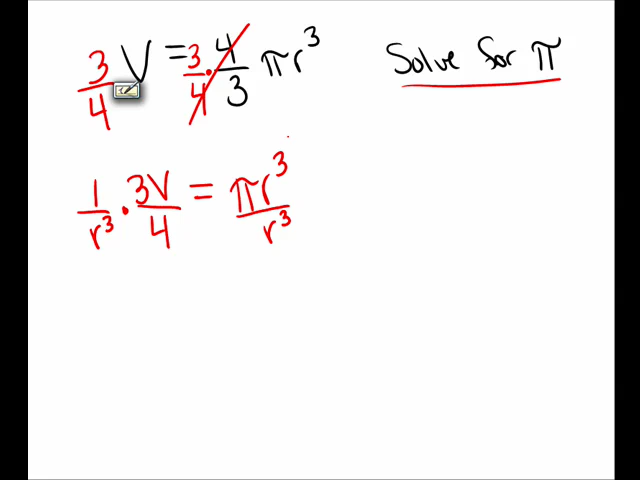 3/4 V = 3/4 · 4/3 πr³
Solve for π
1/r³ · 3V/4 = πr³/r³